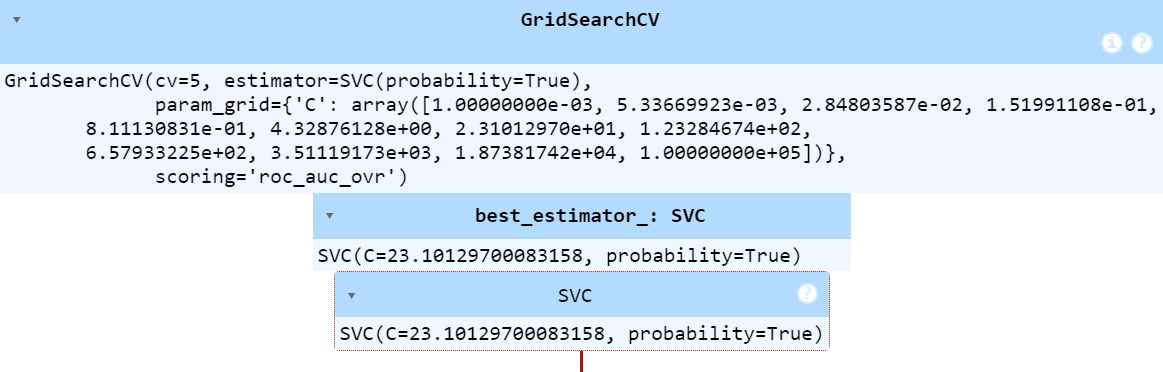 GridSearchCV
i ?
GridSearchCV(cv=5, estimator=SVC(probability=True),
param_grid={'C': array([1.00000000e-03, 5.33669923e-03, 2.84803587e-02, 1.51991108e-01,
8.11130831e-01, 4.32876128e+00, 2.31012970e+01, 1.23284674e+02,
6.57933225e+02, 3.51119173e+03, 1.87381742e+04, 1.00000000e+05])},
scoring='roc_auc_ovr')
best_estimator_: SVC
SVC(C=23.10129700083158, probability=True)
SVC ?
SVC(C=23.10129700083158, probability=True)